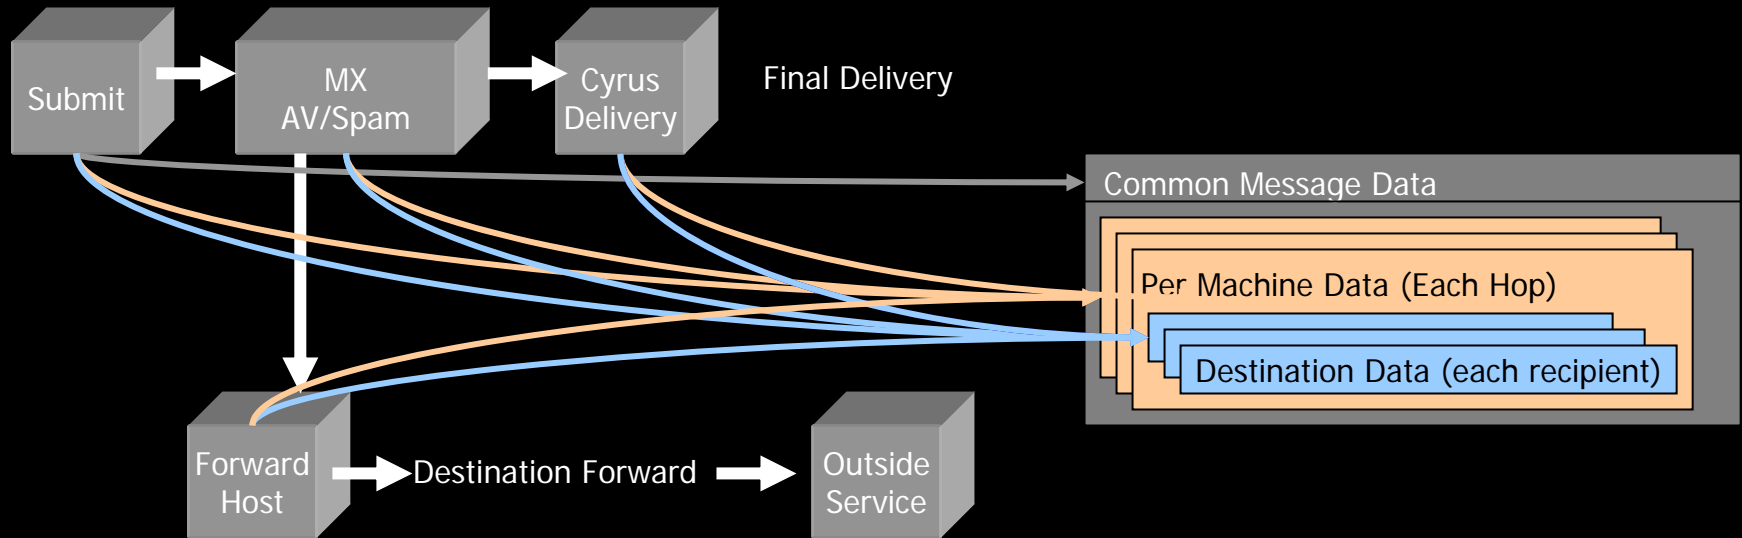 Submit
MX
AV/Spam
Cyrus
Delivery
Final Delivery
Common Message Data
Per Machine Data (Each Hop)
Destination Data (each recipient)
Forward
Host
Destination Forward
Outside
Service